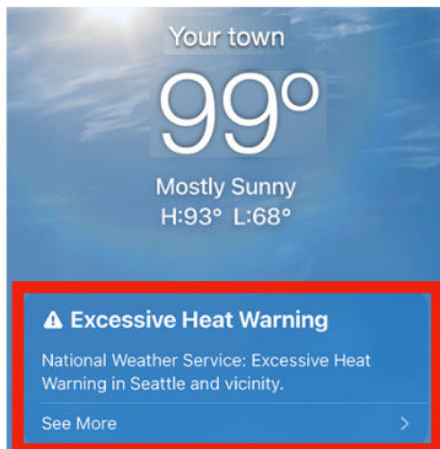 Your town
99°
Mostly Sunny
H:93° L:68°
Excessive Heat Warning
National Weather Service: Excessive Heat
Warning in Seattle and vicinity.
See More